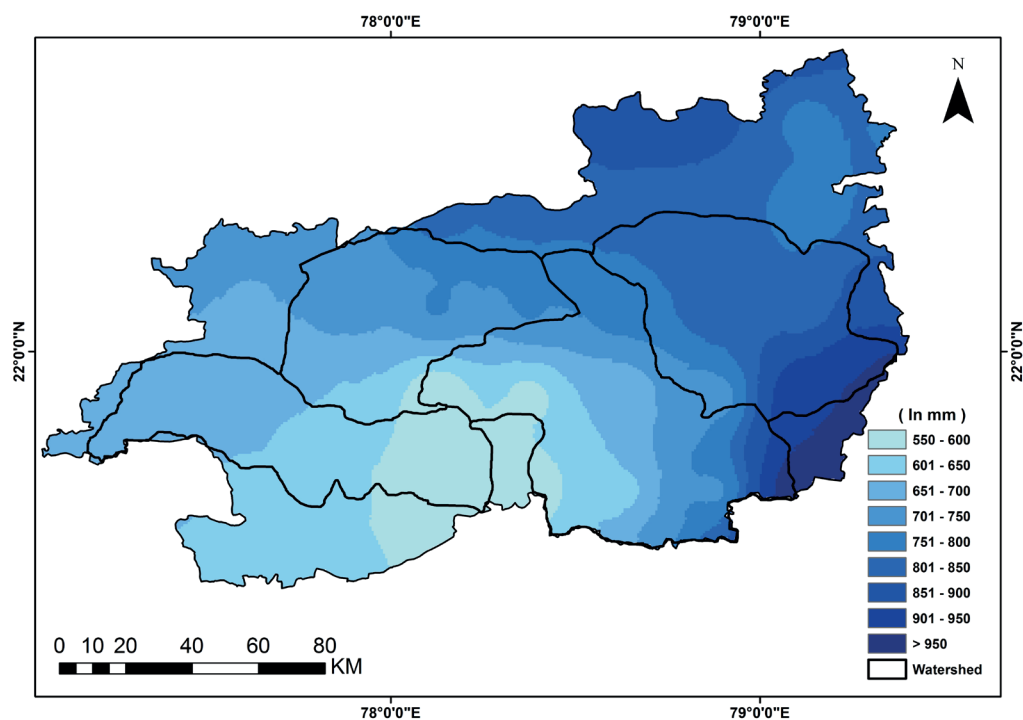 78°0'0"E
79°0'0"E
N
22°0'0"N
22°0'0"N
( In mm )
550 - 600
601 - 650
651 - 700
701 - 750
751 - 800
801 - 850
851 - 900
901 - 950
> 950
Watershed
0 10 20 40 60 80
KM
78°0'0"E
79°0'0"E